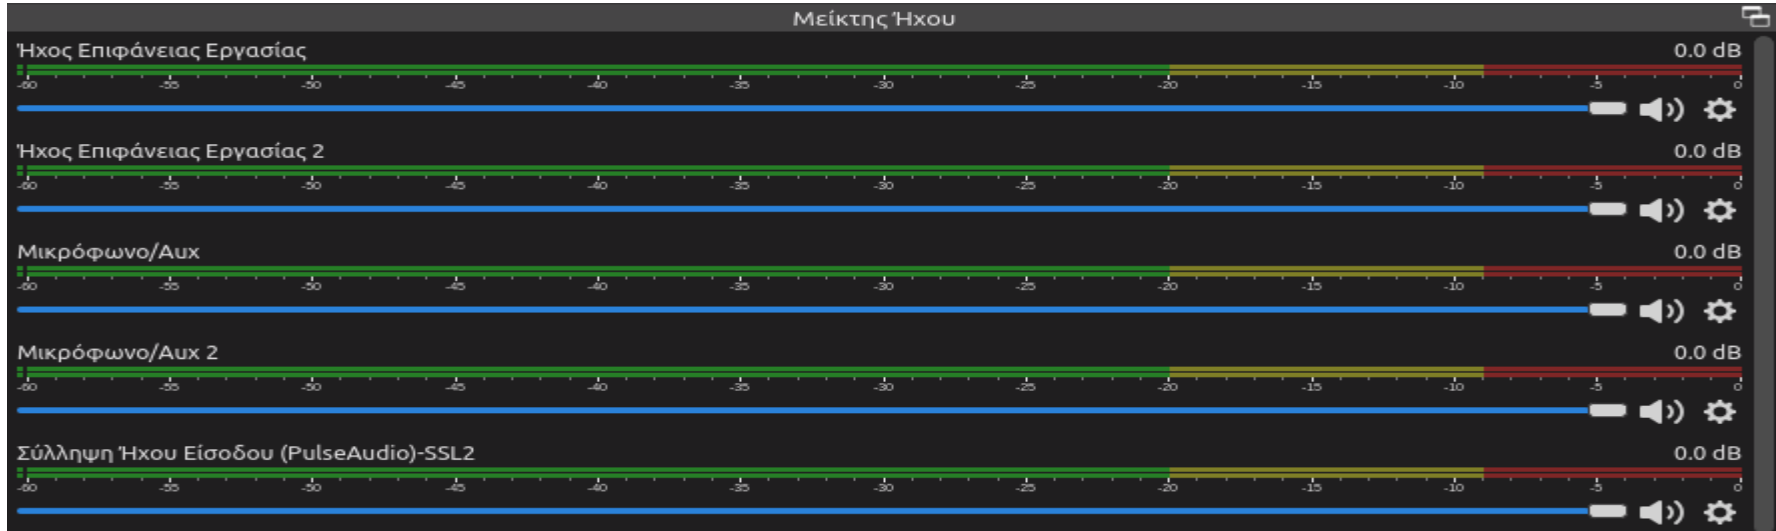 Μείκτης Ήχου
Ήχος Επιφάνειας Εργασίας 0.0 dB
-60 -55 -50 -45 -40 -35 -30 -25 -20 -15 -10 -5 0
Ήχος Επιφάνειας Εργασίας 2 0.0 dB
-60 -55 -50 -45 -40 -35 -30 -25 -20 -15 -10 -5 0
Μικρόφωνο/Aux 0.0 dB
-60 -55 -50 -45 -40 -35 -30 -25 -20 -15 -10 -5 0
Μικρόφωνο/Aux 2 0.0 dB
-60 -55 -50 -45 -40 -35 -30 -25 -20 -15 -10 -5 0
Σύλληψη Ήχου Είσοδου (PulseAudio)-SSL2 0.0 dB
-60 -55 -50 -45 -40 -35 -30 -25 -20 -15 -10 -5 0